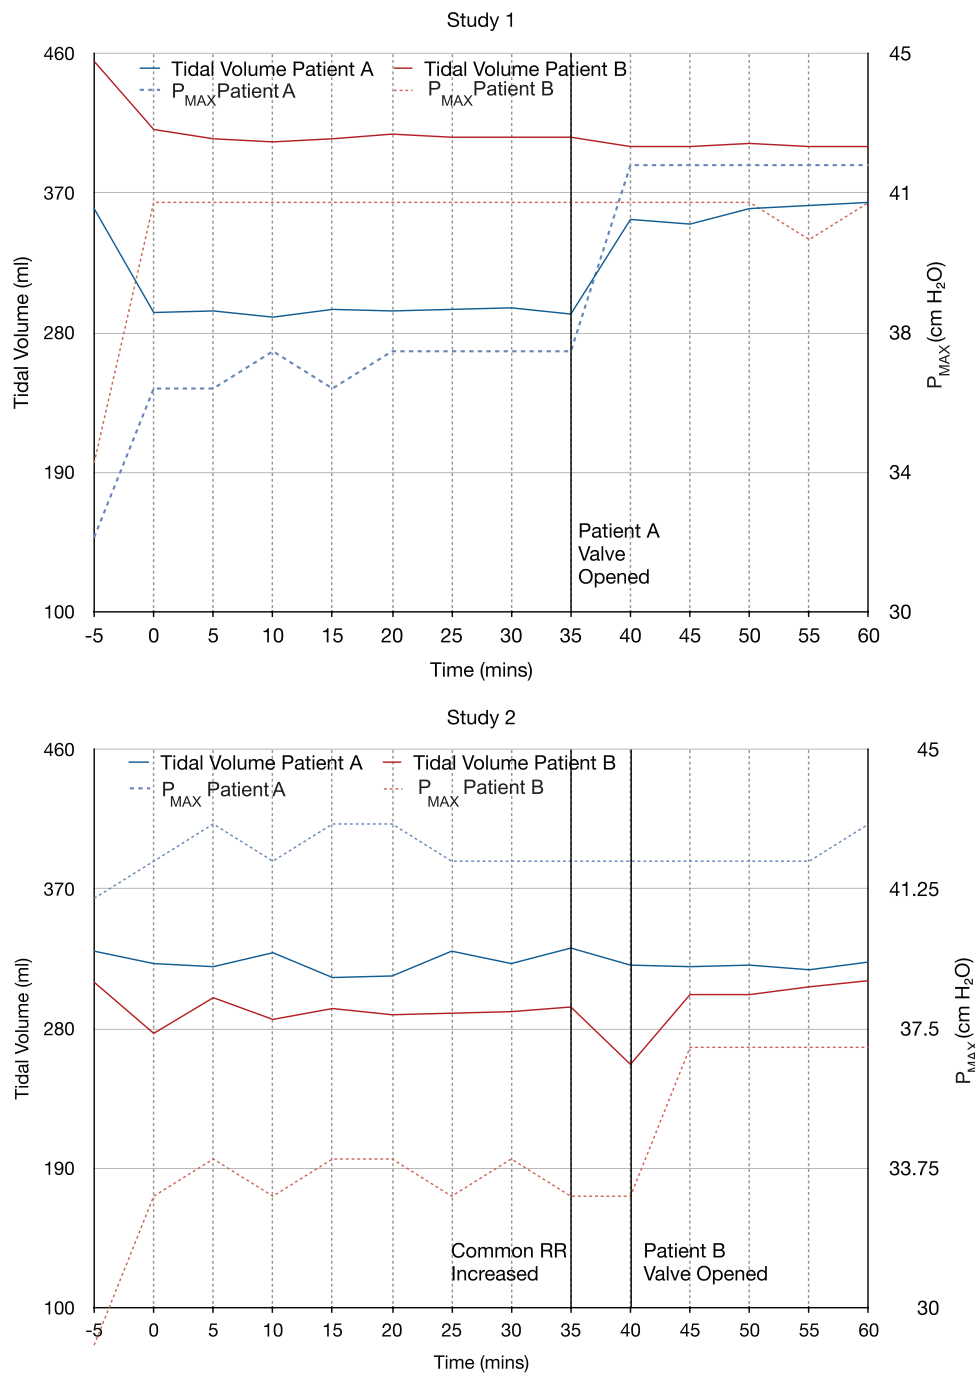 Study 1
460
45
Tidal Volume Patient A
Tidal Volume Patient B
PMAX Patient A
PMAX Patient B
370
41
Tidal Volume (ml)
280
38
PMAX (cm H₂O)
190
34
Patient A
Valve
Opened
100
30
-5 0 5 10 15 20 25 30 35 40 45 50 55 60
Time (mins)
Study 2
460
45
Tidal Volume Patient A
Tidal Volume Patient B
PMAX Patient A
PMAX Patient B
370
41.25
Tidal Volume (ml)
280
37.5
PMAX (cm H₂O)
190
33.75
Common RR
Increased
Patient B
Valve Opened
100
30
-5 0 5 10 15 20 25 30 35 40 45 50 55 60
Time (mins)